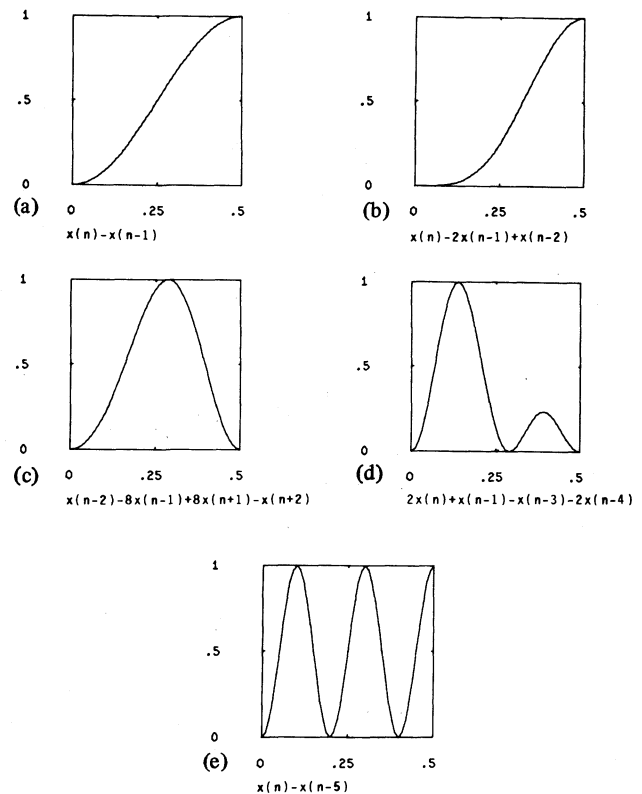 1 1
.5 .5
0 0
(a) (b)
0 .25 .5 0 .25 .5
x(n)-x(n-1) x(n)-2x(n-1)+x(n-2)
1 1
.5 .5
0 0
(c) (d)
0 .25 .5 0 .25 .5
x(n-2)-8x(n-1)+8x(n+1)-x(n+2) 2x(n)+x(n-1)-x(n-3)-2x(n-4)
1
.5
0
(e)
0 .25 .5
x(n)-x(n-5)